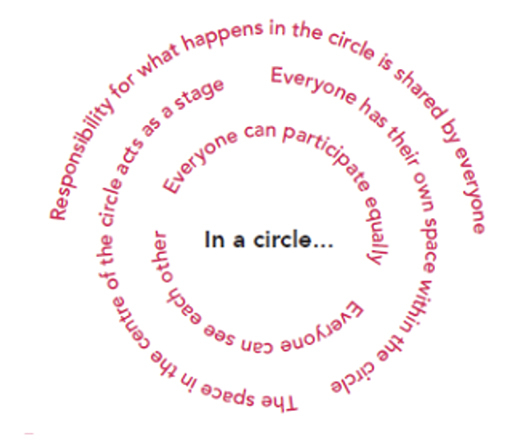 In a circle...
Everyone can participate equally
Everyone can see each other
Everyone has their own space within the circle
The space in the centre of the circle acts as a stage
Responsibility for what happens in the circle is shared by everyone